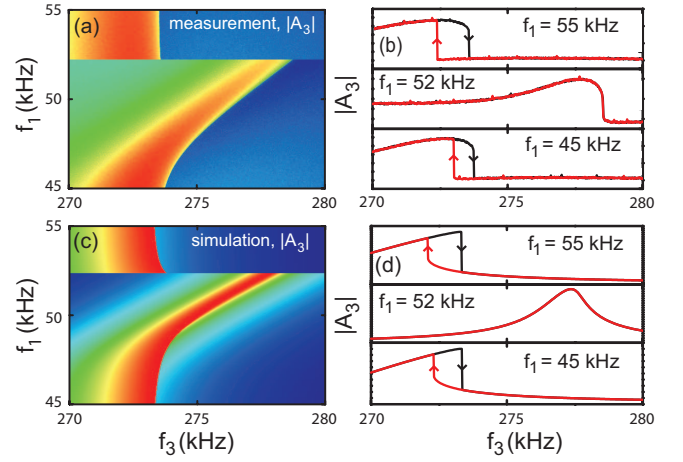 (a)
measurement, |A₃|
55
50
45
f₁ (kHz)
270
275
280
(b)
f₁ = 55 kHz
f₁ = 52 kHz
f₁ = 45 kHz
|A₃|
270
275
280
(c)
simulation, |A₃|
55
50
45
f₁ (kHz)
270
275
280
f₃ (kHz)
(d)
f₁ = 55 kHz
f₁ = 52 kHz
f₁ = 45 kHz
|A₃|
270
275
280
f₃ (kHz)